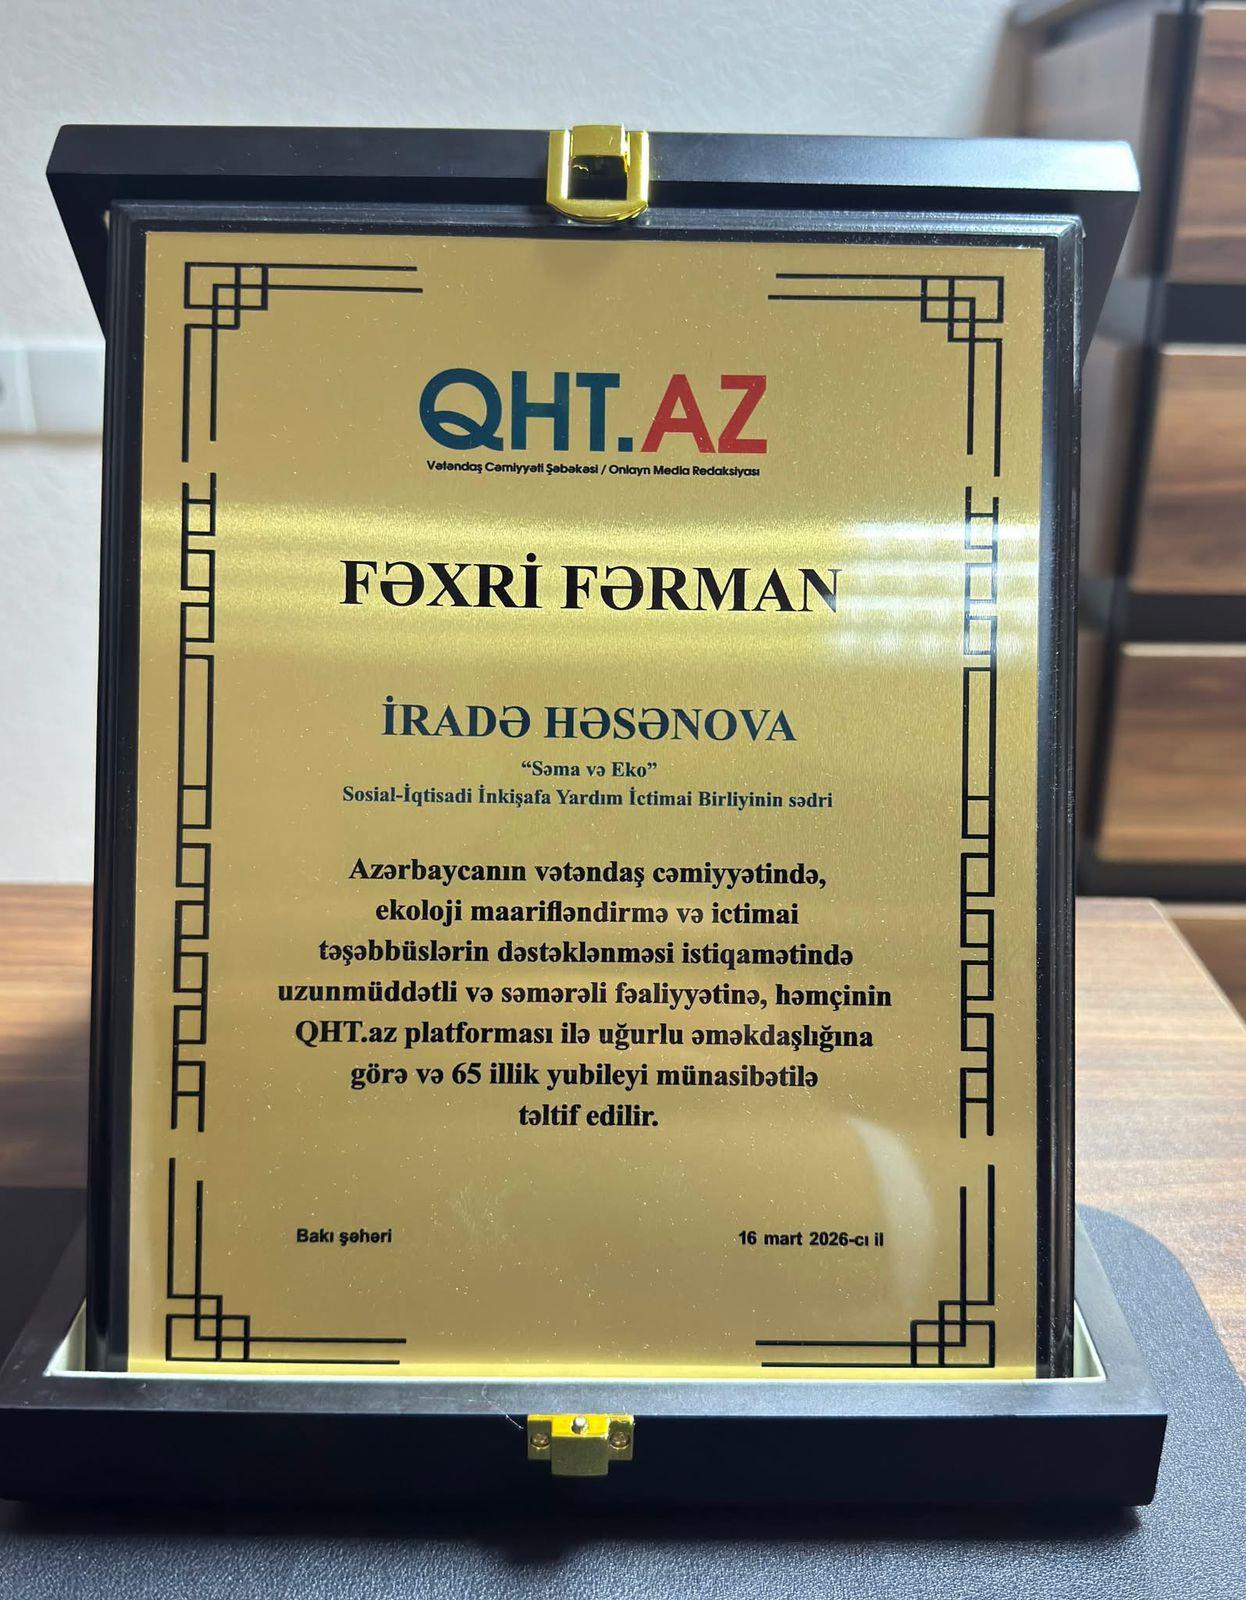 QHT.AZ
Vətəndaş Cəmiyyəti Şəbəkəsi / Onlayn Media Redaksiyası
FƏXRİ FƏRMAN
İRADƏ HƏSƏNOVA
“Səma və Eko”
Sosial-İqtisadi İnkişafa Yardım İctimai Birliyinin sədri
Azərbaycanın vətəndaş cəmiyyətində,
ekoloji maarifləndirmə və ictimai
təşəbbüslərin dəstəklənməsi istiqamətində
uzunmüddətli və səmərəli fəaliyyətinə, həmçinin
QHT.az platforması ilə uğurlu əməkdaşlığına
görə və 65 illik yubileyi münasibətilə
təltif edilir.
Bakı şəhəri
16 mart 2026-cı il